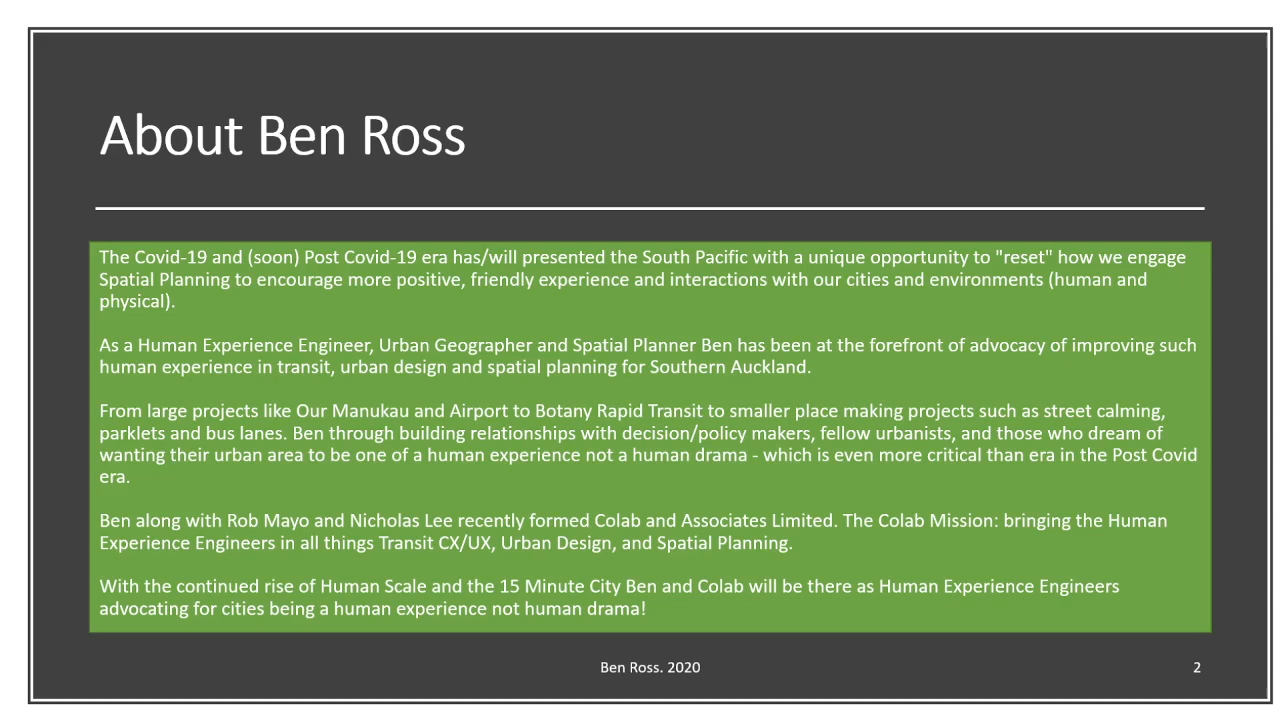 About Ben Ross
The Covid-19 and (soon) Post Covid-19 era has/will presented the South Pacific with a unique opportunity to "reset" how we engage
Spatial Planning to encourage more positive, friendly experience and interactions with our cities and environments (human and
physical).
As a Human Experience Engineer, Urban Geographer and Spatial Planner Ben has been at the forefront of advocacy of improving such
human experience in transit, urban design and spatial planning for Southern Auckland.
From large projects like Our Manukau and Airport to Botany Rapid Transit to smaller place making projects such as street calming,
parklets and bus lanes. Ben through building relationships with decision/policy makers, fellow urbanists, and those who dream of
wanting their urban area to be one of a human experience not a human drama - which is even more critical than era in the Post Covid
era.
Ben along with Rob Mayo and Nicholas Lee recently formed Colab and Associates Limited. The Colab Mission: bringing the Human
Experience Engineers in all things Transit CX/UX, Urban Design, and Spatial Planning.
With the continued rise of Human Scale and the 15 Minute City Ben and Colab will be there as Human Experience Engineers
advocating for cities being a human experience not human drama!
Ben Ross. 2020
2